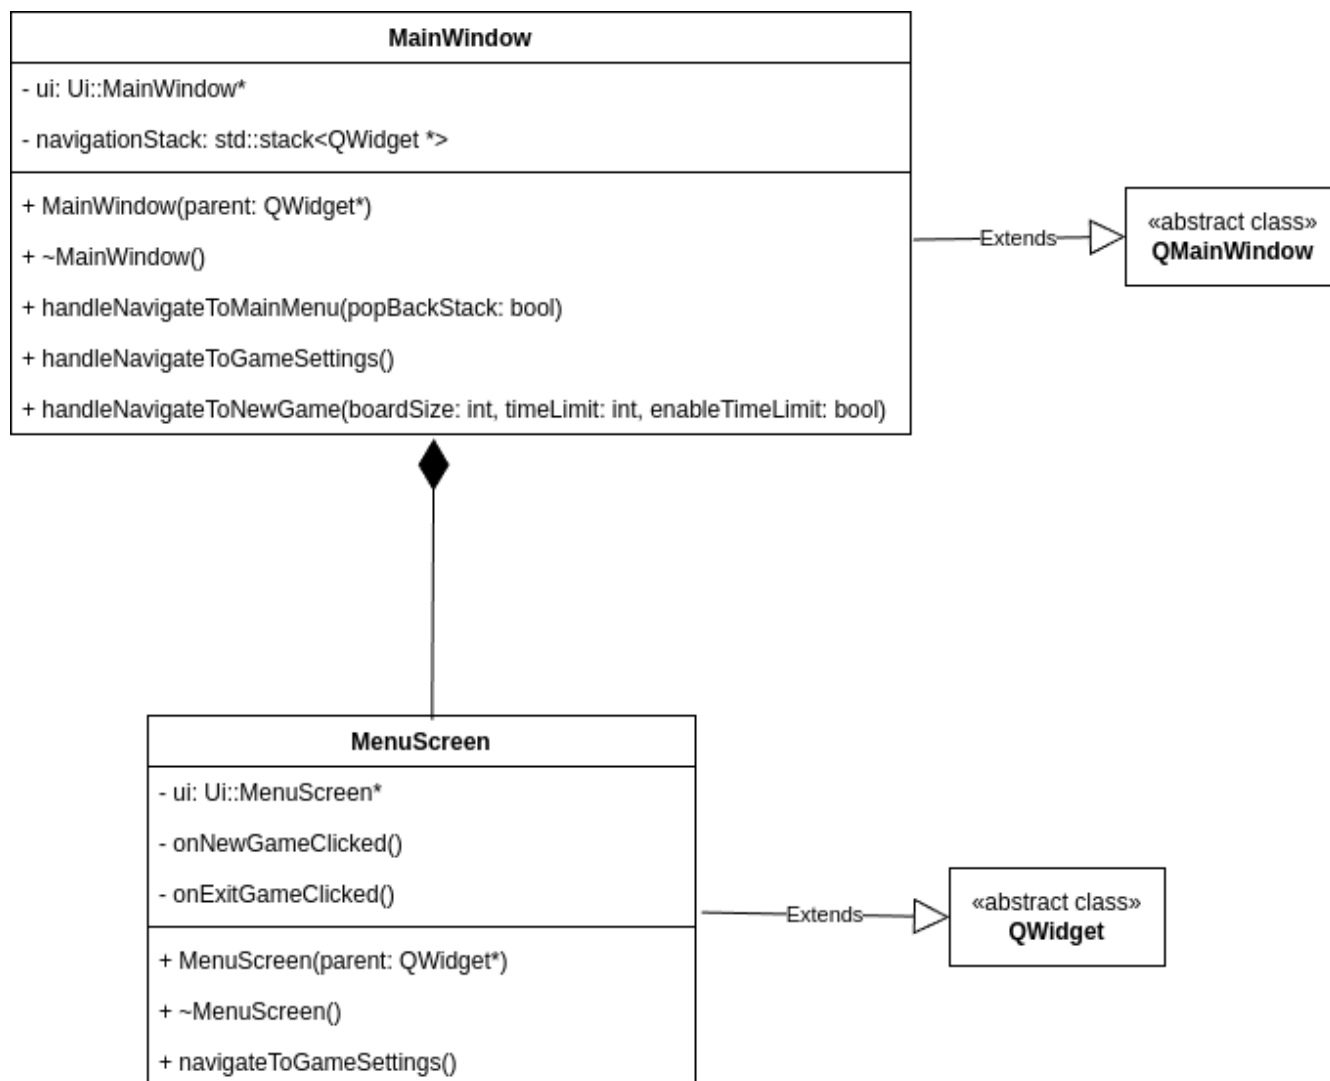 MainWindow
- ui: Ui::MainWindow*
- navigationStack: std::stack<QWidget *>
+ MainWindow(parent: QWidget*)
+ ~MainWindow()
+ handleNavigateToMainMenu(popBackStack: bool)
+ handleNavigateToGameSettings()
+ handleNavigateToNewGame(boardSize: int, timeLimit: int, enableTimeLimit: bool)
Extends
«abstract class»
QMainWindow
MenuScreen
- ui: Ui::MenuScreen*
- onNewGameClicked()
- onExitGameClicked()
+ MenuScreen(parent: QWidget*)
+ ~MenuScreen()
+ navigateToGameSettings()
Extends
«abstract class»
QWidget